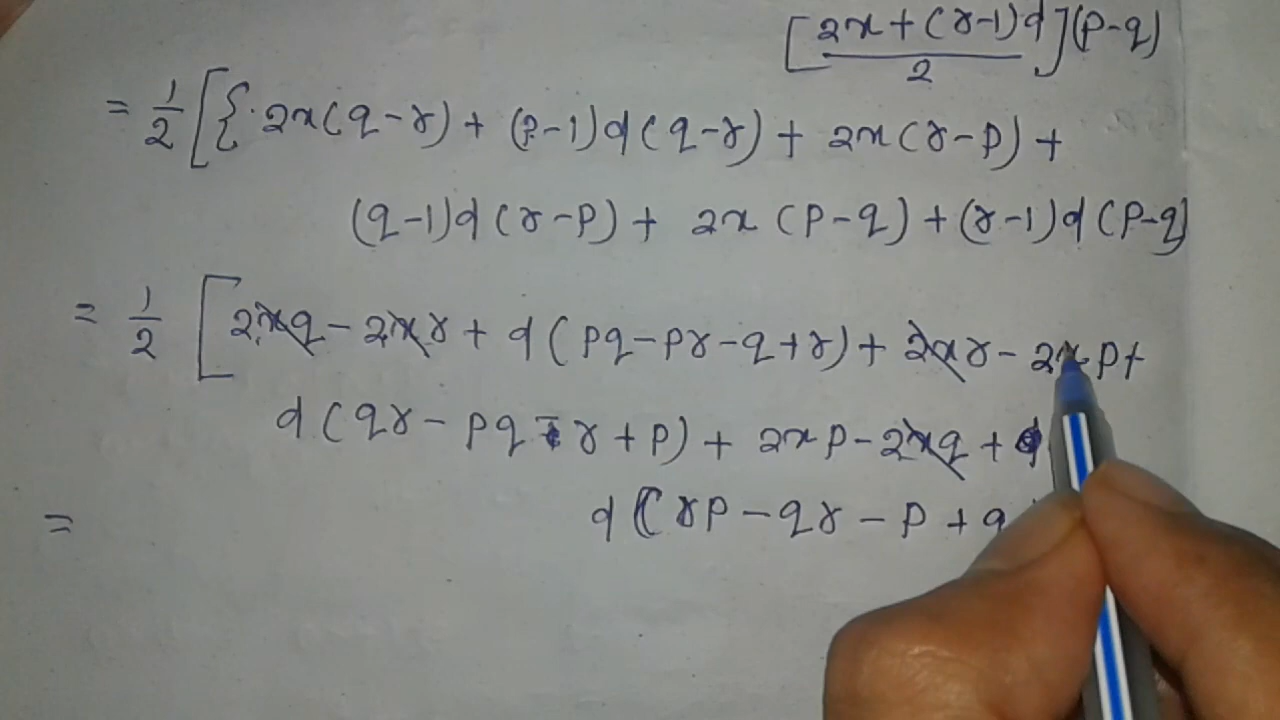 [2x+(r-1)d/2](p-q)
= 1/2 [{2x(q-r) + (p-1)d(q-r) + 2x(r-p) +
(q-1)d(r-p) + 2x(p-q) + (r-1)d(p-q)
= 1/2 [2xq - 2xr + d(pq-pr-q+r) + 2xr - 2xp +
d(qr - pq - r + p) + 2xp - 2xq +
= d(rp - qr - p + q